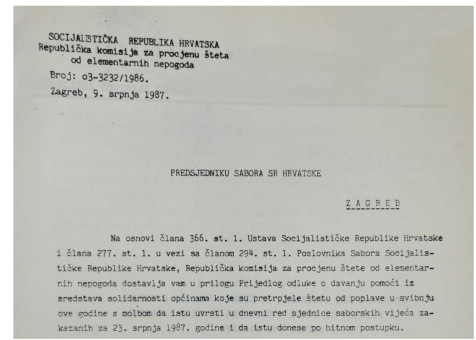 SOCIJALISTIČKA REPUBLIKA HRVATSKA
Republička komisija za procjenu šteta
od elementarnih nepogoda
Broj: o3-3232/1986.
Zagreb, 9. srpnja 1987.
PREDSJEDNIKU SABORA SR HRVATSKE
Z A G R E B
Na osnovi člana 366. st. 1. Ustava Socijalističke Republike Hrvatske
i člana 277. st. 1. u vezi sa članom 294. st. 1. Poslovnika Sabora Socijalis-
tičke Republike Hrvatske, Republička komisija za procjenu štete od elementar-
nih nepogoda dostavlja vam u prilogu Prijedlog odluke o davanju pomoći iz
sredstava solidarnosti općinama koje su pretrpjele štetu od poplave u svibnju
ove godine s molbom da istu uvrsti u dnevni red sjednice saborskih vijeća za-
kazanih za 23. srpnja 1987. godine i da istu donese po hitnom postupku.